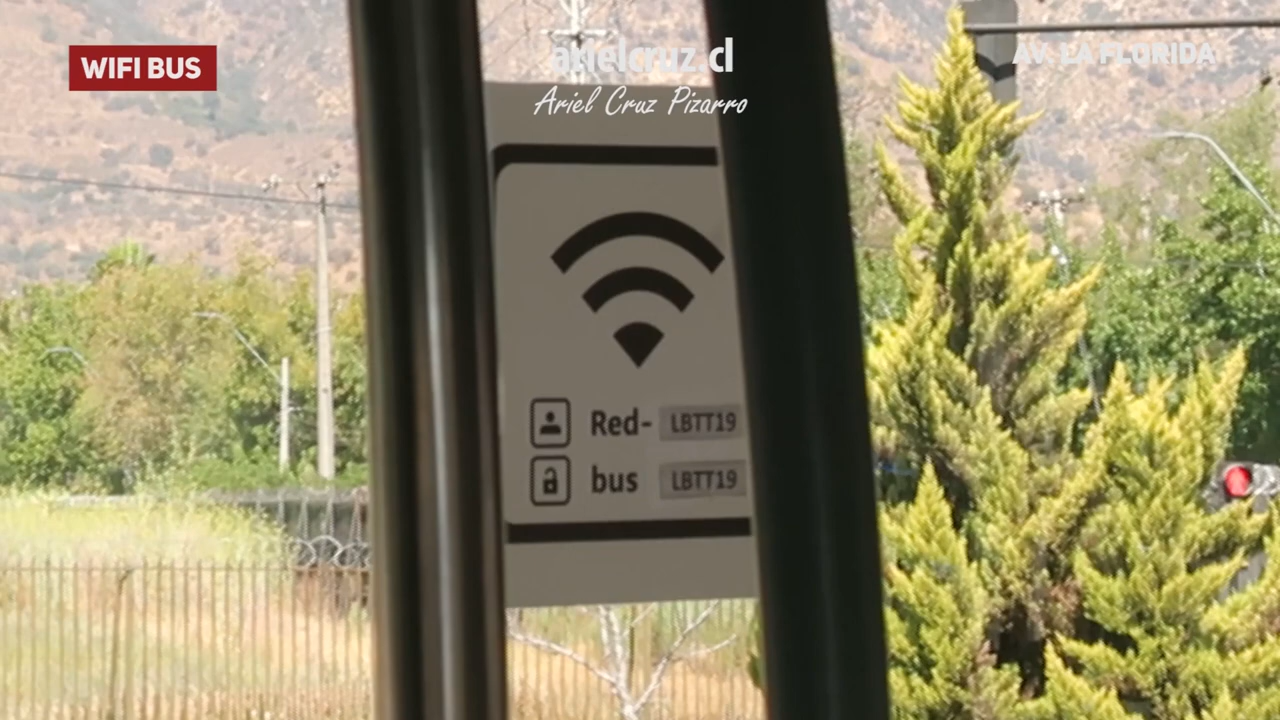 WIFI BUS
arielcruz.cl
Ariel Cruz Pizarro
AV. LA FLORIDA
Red- LBTT19
bus LBTT19